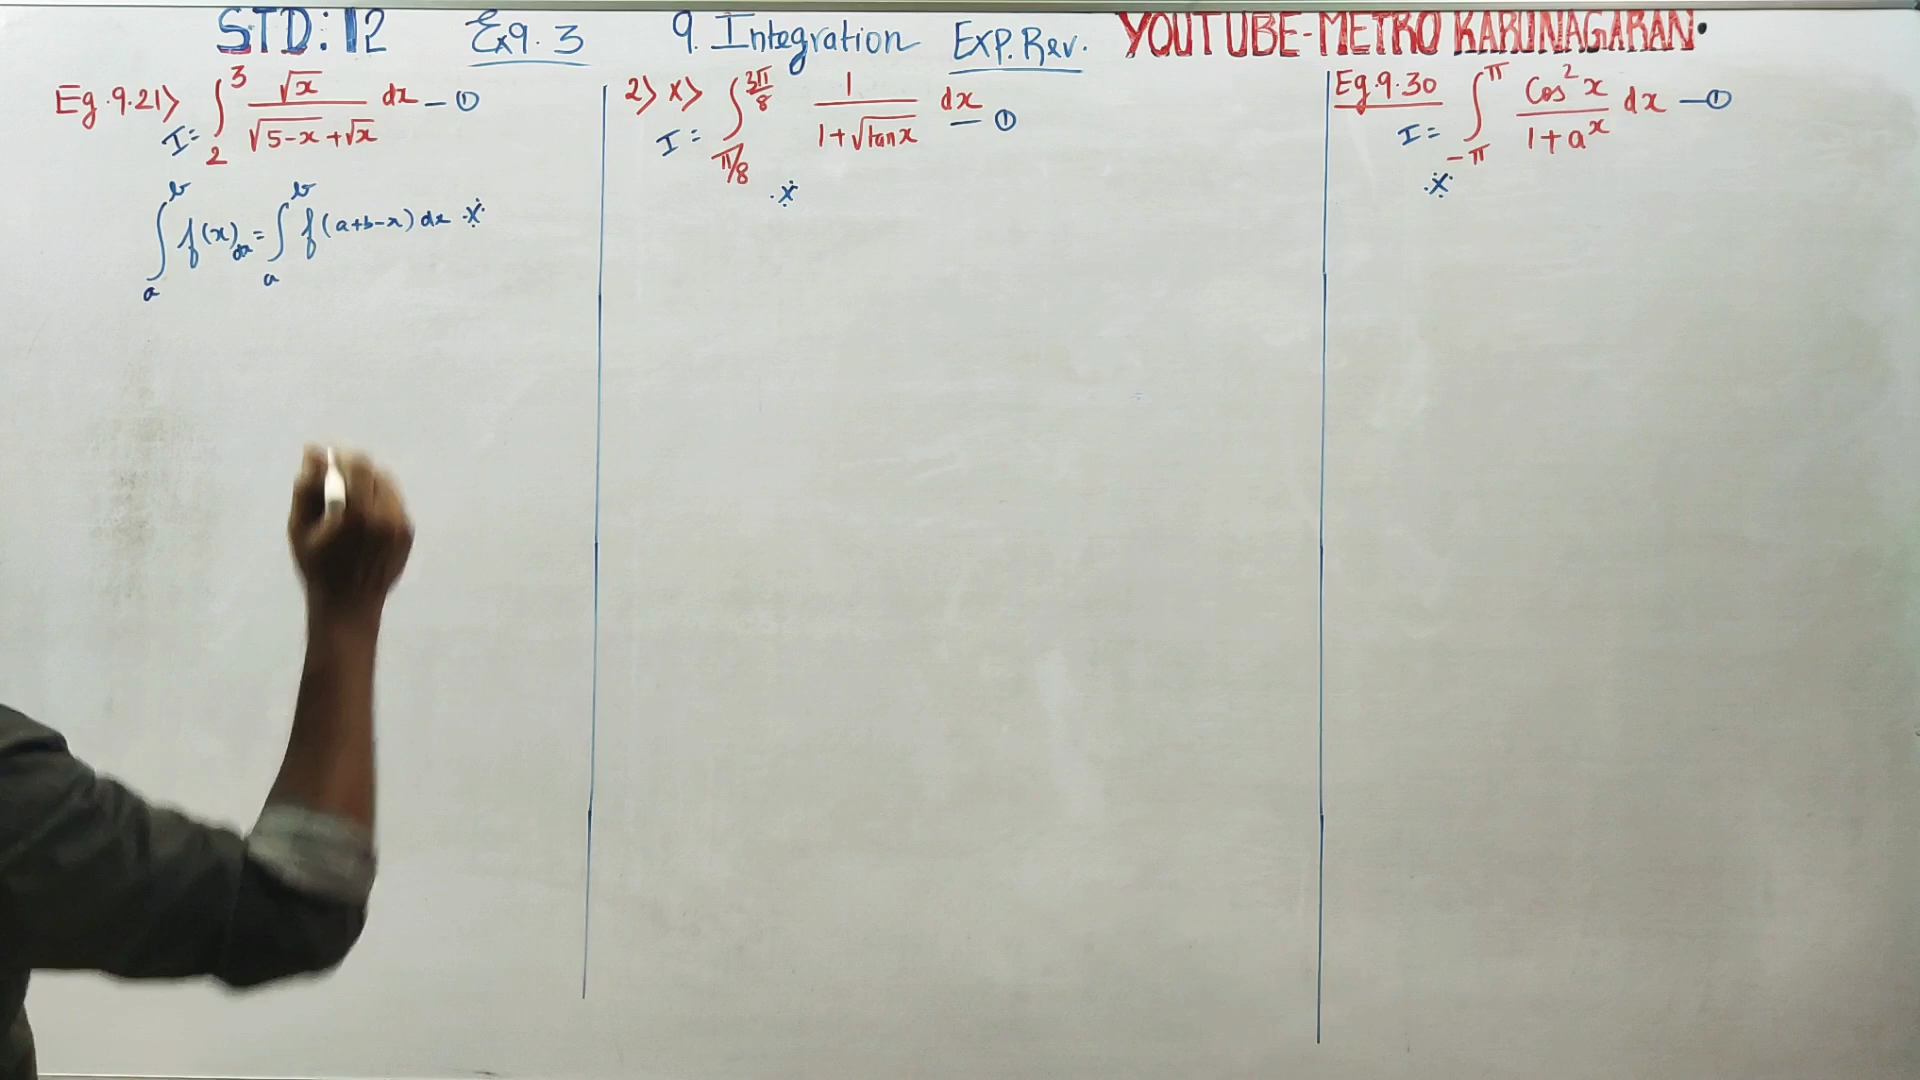 STD: 12 Ex 9.3 9. Integration Exp. Rev. YOUTUBE-METRO KARUNAGARAN.
Eg.9.21> I = ∫₂³ √x / (√5-x + √x) dx — ①
∫ₐᵇ f(x) dx = ∫ₐᵇ f(a+b-x) dx ※
2> x> I = ∫_{π/8}^{3π/8} 1 / (1+√tanx) dx — ①
※
Eg.9.30 I = ∫_{-π}^{π} Cos²x / (1+aˣ) dx — ①
※